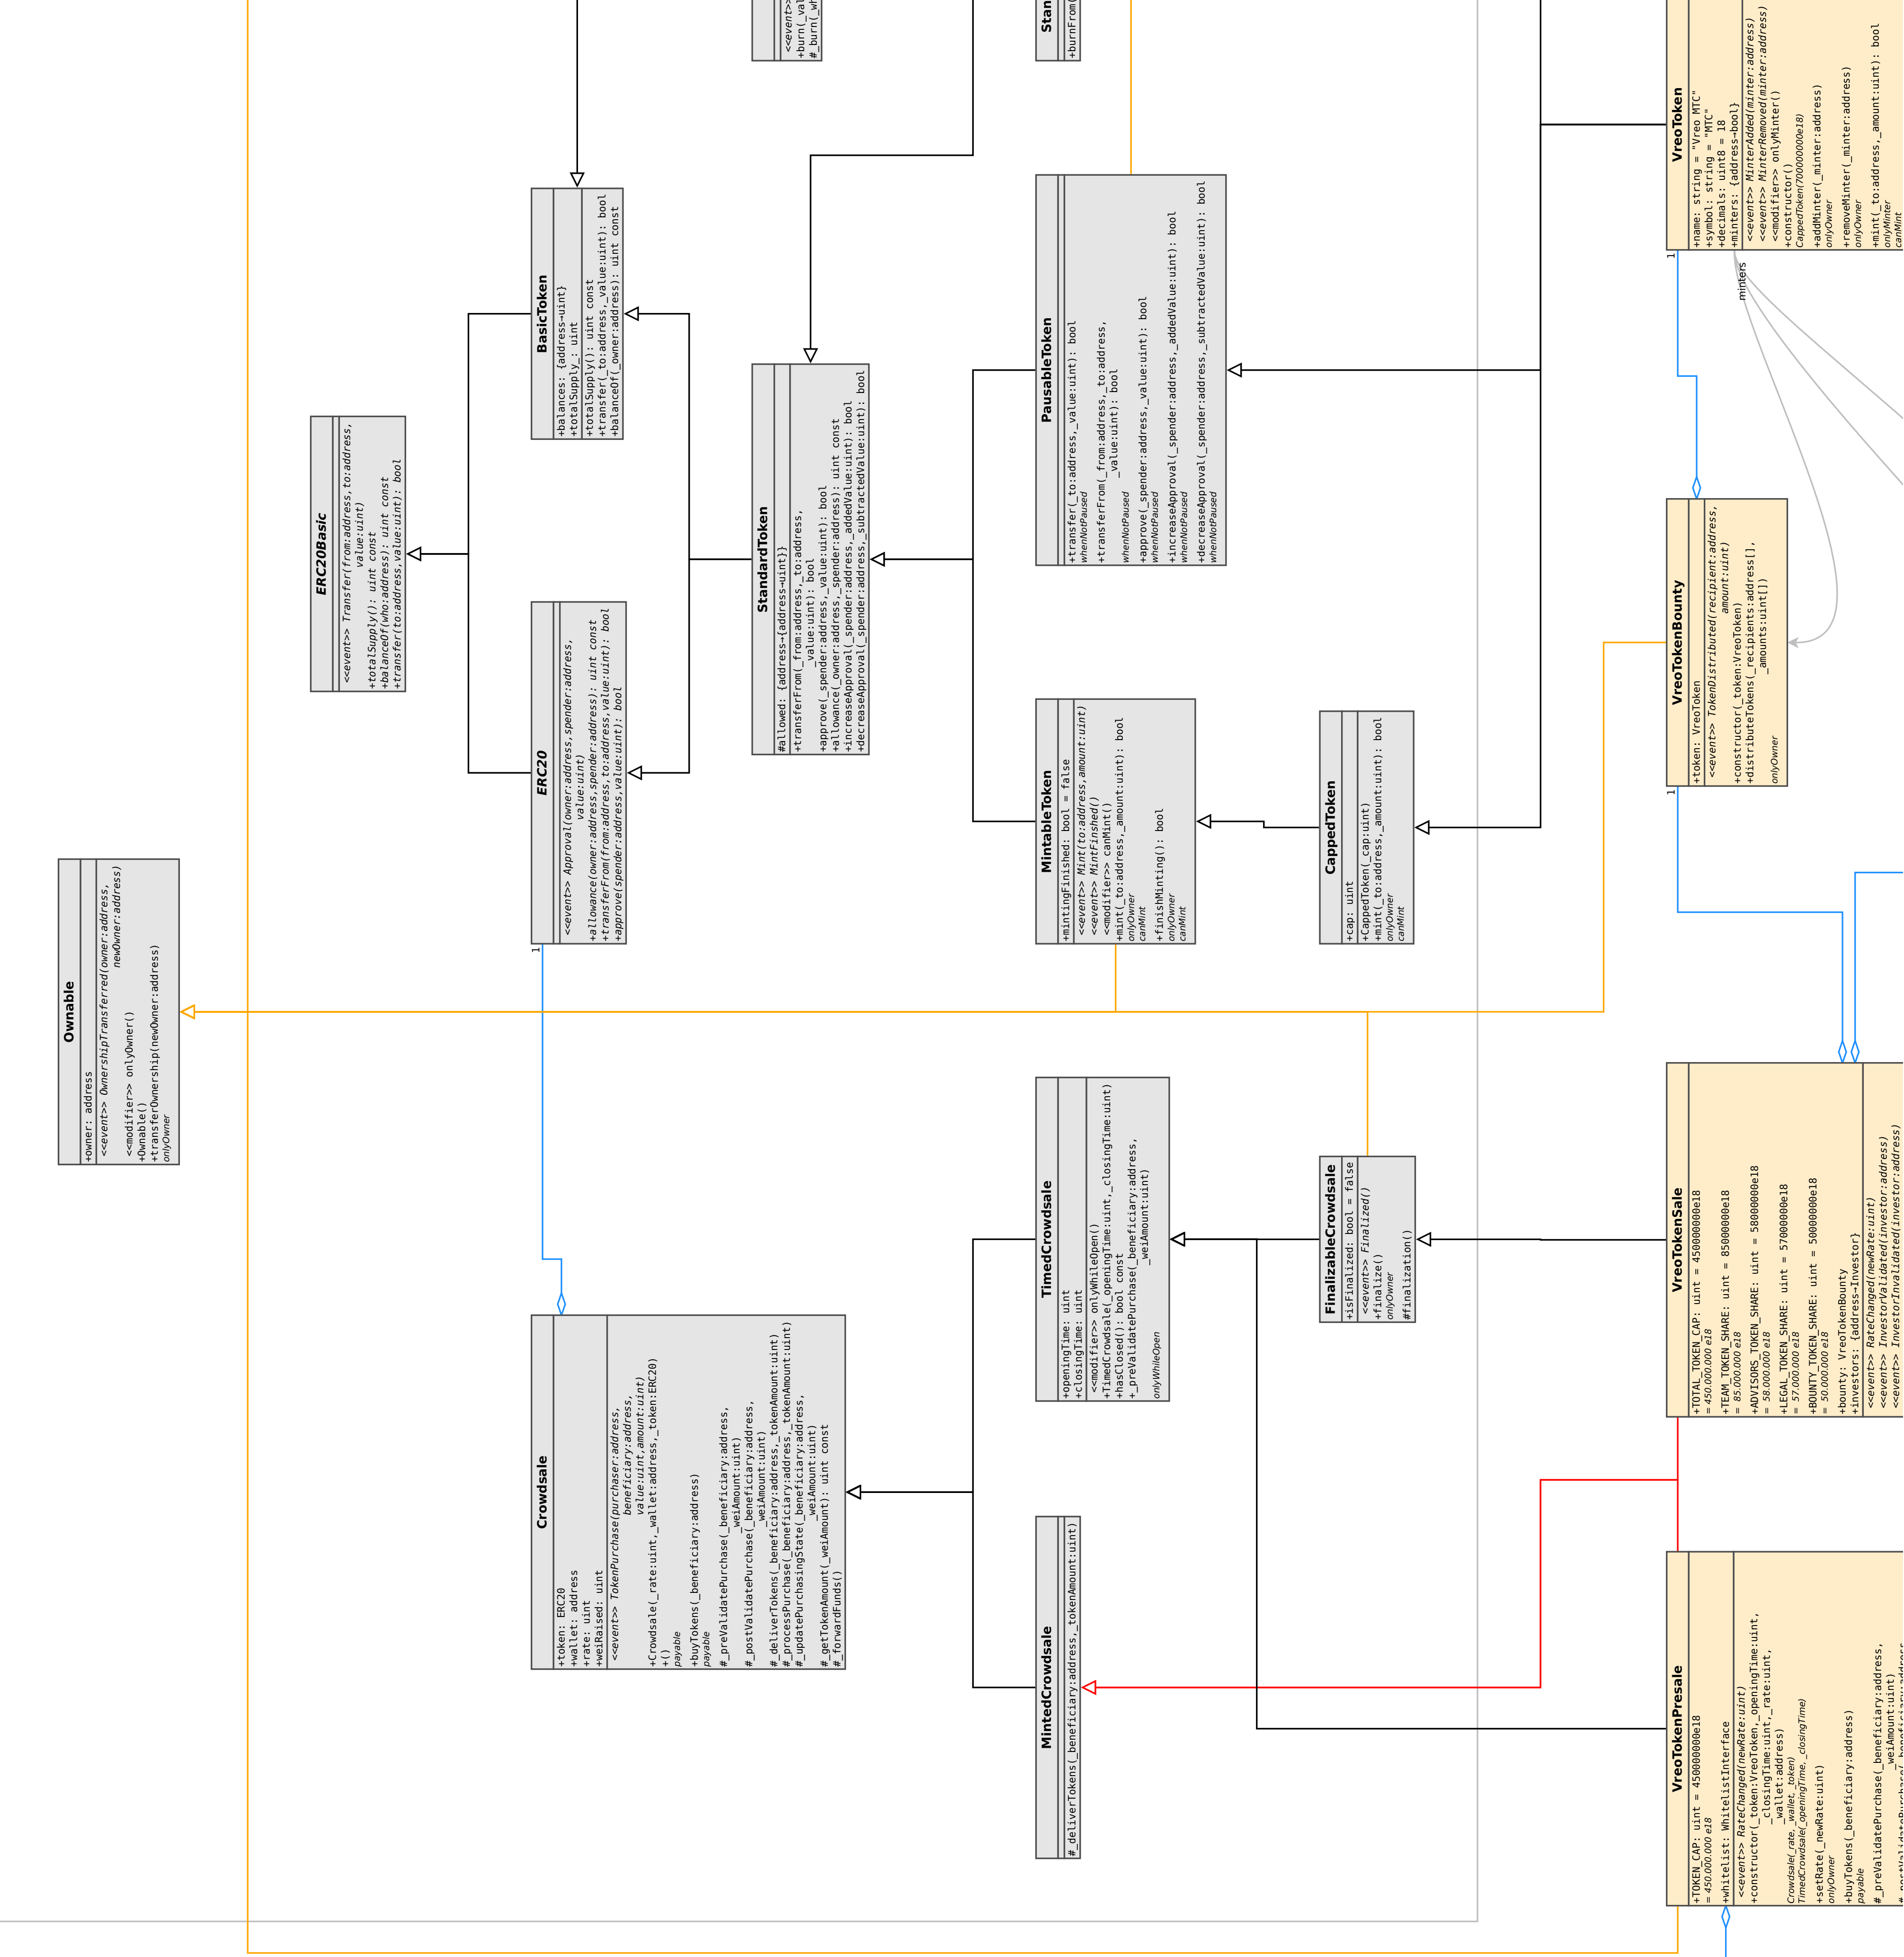 Ownable
+owner: address
<<event>> OwnershipTransferred(owner:address,
newOwner:address)
<<modifier>> onlyOwner()
+Ownable()
+transferOwnership(newOwner:address)
onlyOwner
ERC20Basic
<<event>> Transfer(from:address,to:address,
value:uint)
+totalSupply(): uint const
+balanceOf(who:address): uint const
+transfer(to:address,value:uint): bool
Crowdsale
+token: ERC20
+wallet: address
+rate: uint
+weiRaised: uint
<<event>> TokenPurchase(purchaser:address,
beneficiary:address,
value:uint,amount:uint)
+Crowdsale(_rate:uint,_wallet:address,_token:ERC20)
+()
payable
+buyTokens(_beneficiary:address)
payable
#_preValidatePurchase(_beneficiary:address,
_weiAmount:uint)
#_postValidatePurchase(_beneficiary:address,
_weiAmount:uint)
#_deliverTokens(_beneficiary:address,_tokenAmount:uint)
#_processPurchase(_beneficiary:address,_tokenAmount:uint)
#_updatePurchasingState(_beneficiary:address,
_weiAmount:uint)
#_getTokenAmount(_weiAmount): uint const
#_forwardFunds()
1
ERC20
<<event>> Approval(owner:address,spender:address,
value:uint)
+allowance(owner:address,spender:address): uint const
+transferFrom(from:address,to:address,value:uint): bool
+approve(spender:address,value:uint): bool
BasicToken
+balances: {address→uint}
+totalSupply_: uint
+totalSupply(): uint const
+transfer(_to:address,_value:uint): bool
+balanceOf(_owner:address): uint const
StandardToken
#allowed: {address→{address→uint}}
+transferFrom(_from:address,_to:address,
_value:uint): bool
+approve(_spender:address,_value:uint): bool
+allowance(_owner:address,_spender:address): uint const
+increaseApproval(_spender:address,_addedValue:uint): bool
+decreaseApproval(_spender:address,_subtractedValue:uint): bool
<<event>>
+burn(_val
#_burn(_wh
MintedCrowdsale
#_deliverTokens(_beneficiary:address,_tokenAmount:uint)
TimedCrowdsale
+openingTime: uint
+closingTime: uint
<<modifier>> onlyWhileOpen()
+TimedCrowdsale(_openingTime:uint,_closingTime:uint)
+hasClosed(): bool const
+_preValidatePurchase(_beneficiary:address,
_weiAmount:uint)
onlyWhileOpen
MintableToken
+mintingFinished: bool = false
<<event>> Mint(to:address,amount:uint)
<<event>> MintFinshed()
<<modifier>> canMint()
+mint(_to:address,_amount:uint): bool
onlyOwner
canMint
+finishMinting(): bool
onlyOwner
canMint
PausableToken
+transfer(_to:address,_value:uint): bool
whenNotPaused
+transferFrom(_from:address,_to:address,
_value:uint): bool
whenNotPaused
+approve(_spender:address,_value:uint): bool
whenNotPaused
+increaseApproval(_spender:address,_addedValue:uint): bool
whenNotPaused
+decreaseApproval(_spender:address,_subtractedValue:uint): bool
whenNotPaused
Stan
+burnFrom(
FinalizableCrowdsale
+isFinalized: bool = false
<<event>> Finalized()
+finalize()
onlyOwner
#finalization()
CappedToken
+cap: uint
+CappedToken(_cap:uint)
+mint(_to:address,_amount:uint): bool
onlyOwner
canMint
VreoTokenPresale
+TOKEN_CAP: uint = 450000000e18
= 450.000.000 e18
+whitelist: WhitelistInterface
<<event>> RateChanged(newRate:uint)
+constructor(_token:VreoToken,_openingTime:uint,
_closingTime:uint,_rate:uint,
_wallet:address)
Crowdsale(_rate,_wallet,_token)
TimedCrowdsale(_openingTime,_closingTime)
+setRate(_newRate:uint)
onlyOwner
+buyTokens(_beneficiary:address)
payable
#_preValidatePurchase(_beneficiary:address,
_weiAmount:uint)
#_postValidatePurchase(_beneficiary:address,
VreoTokenSale
+TOTAL_TOKEN_CAP: uint = 450000000e18
= 450.000.000 e18
+TEAM_TOKEN_SHARE: uint = 85000000e18
= 85.000.000 e18
+ADVISORS_TOKEN_SHARE: uint = 58000000e18
= 58.000.000 e18
+LEGAL_TOKEN_SHARE: uint = 57000000e18
= 57.000.000 e18
+BOUNTY_TOKEN_SHARE: uint = 50000000e18
= 50.000.000 e18
+bounty: VreoTokenBounty
+investors: {address→Investor}
<<event>> RateChanged(newRate:uint)
<<event>> InvestorValidated(investor:address)
<<event>> InvestorInvalidated(investor:address)
1
VreoTokenBounty
+token: VreoToken
<<event>> TokenDistributed(recipient:address,
amount:uint)
+constructor(_token:VreoToken)
+distributeTokens(_recipients:address[],
_amounts:uint[])
onlyOwner
1
minters
VreoToken
+name: string = "Vreo MTC"
+symbol: string = "MTC"
+decimals: uint8 = 18
+minters: {address→bool}
<<event>> MinterAdded(minter:address)
<<event>> MinterRemoved(minter:address)
<<modifier>> onlyMinter()
+constructor()
CappedToken(700000000e18)
+addMinter(_minter:address)
onlyOwner
+removeMinter(_minter:address)
onlyOwner
+mint(_to:address,_amount:uint): bool
onlyMinter
canMint